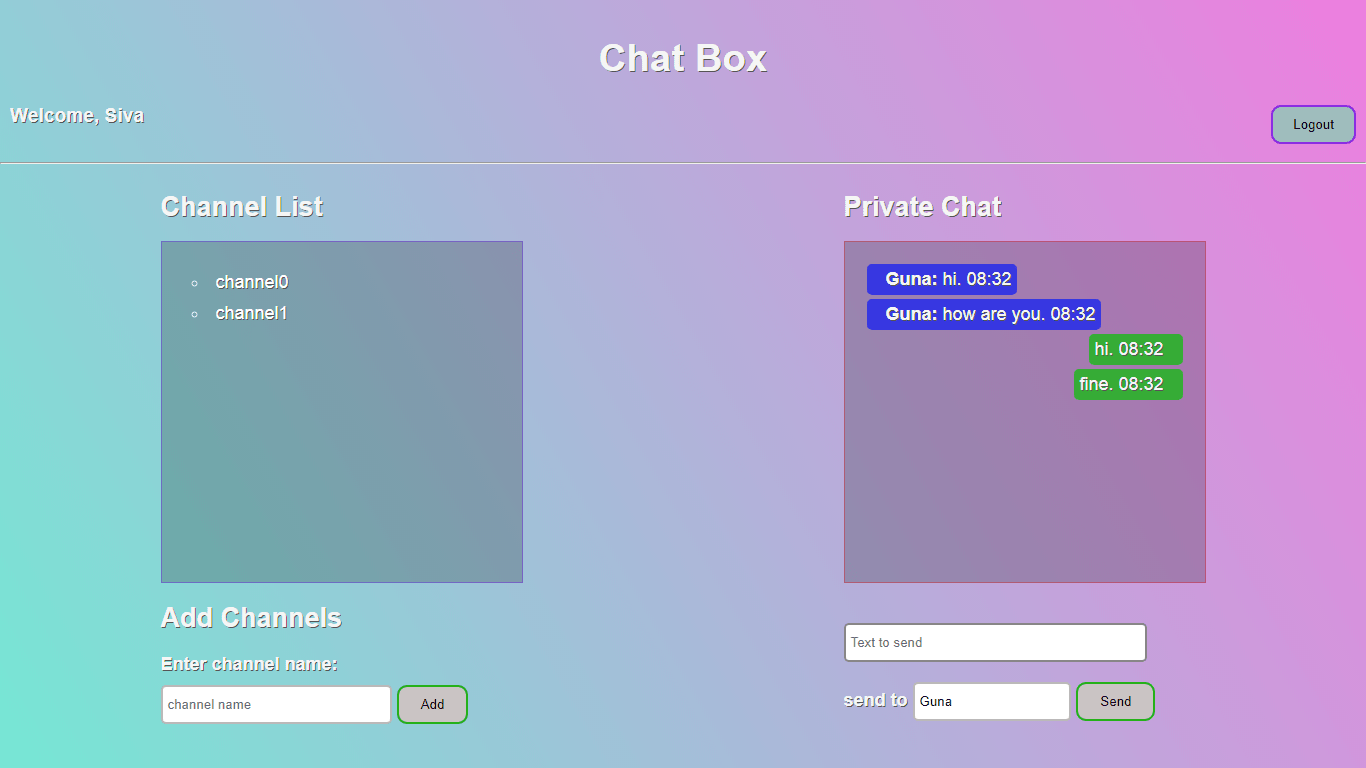 Chat Box
Welcome, Siva
Logout
Channel List
channel0
channel1
Add Channels
Enter channel name:
channel name
Add
Private Chat
Guna: hi. 08:32
Guna: how are you. 08:32
hi. 08:32
fine. 08:32
Text to send
send to Guna Send